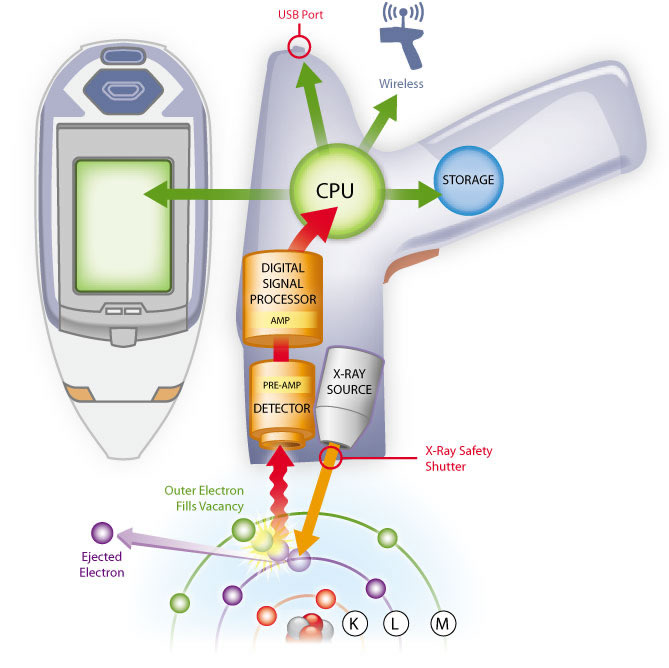 USB Port
Wireless
CPU
STORAGE
DIGITAL
SIGNAL
PROCESSOR
AMP
X-RAY
SOURCE
PRE-AMP
DETECTOR
X-Ray Safety
Shutter
Outer Electron
Fills Vacancy
Ejected
Electron
K
L
M